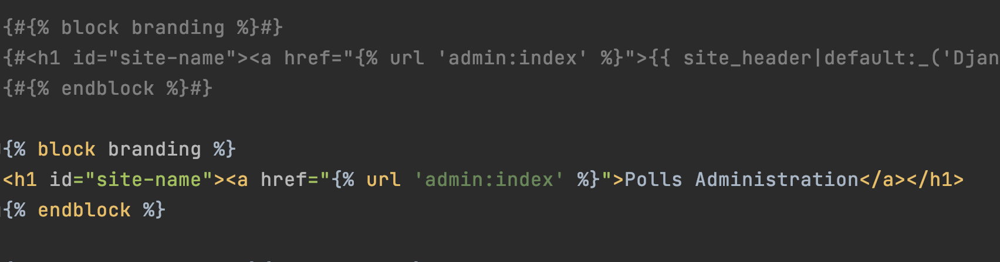 {#{% block branding %}#}
{#<h1 id="site-name"><a href="{% url 'admin:index' %}">{{ site_header|default:_('Djan
{#{% endblock %}#}
{% block branding %}
<h1 id="site-name"><a href="{% url 'admin:index' %}">Polls Administration</a></h1>
{% endblock %}